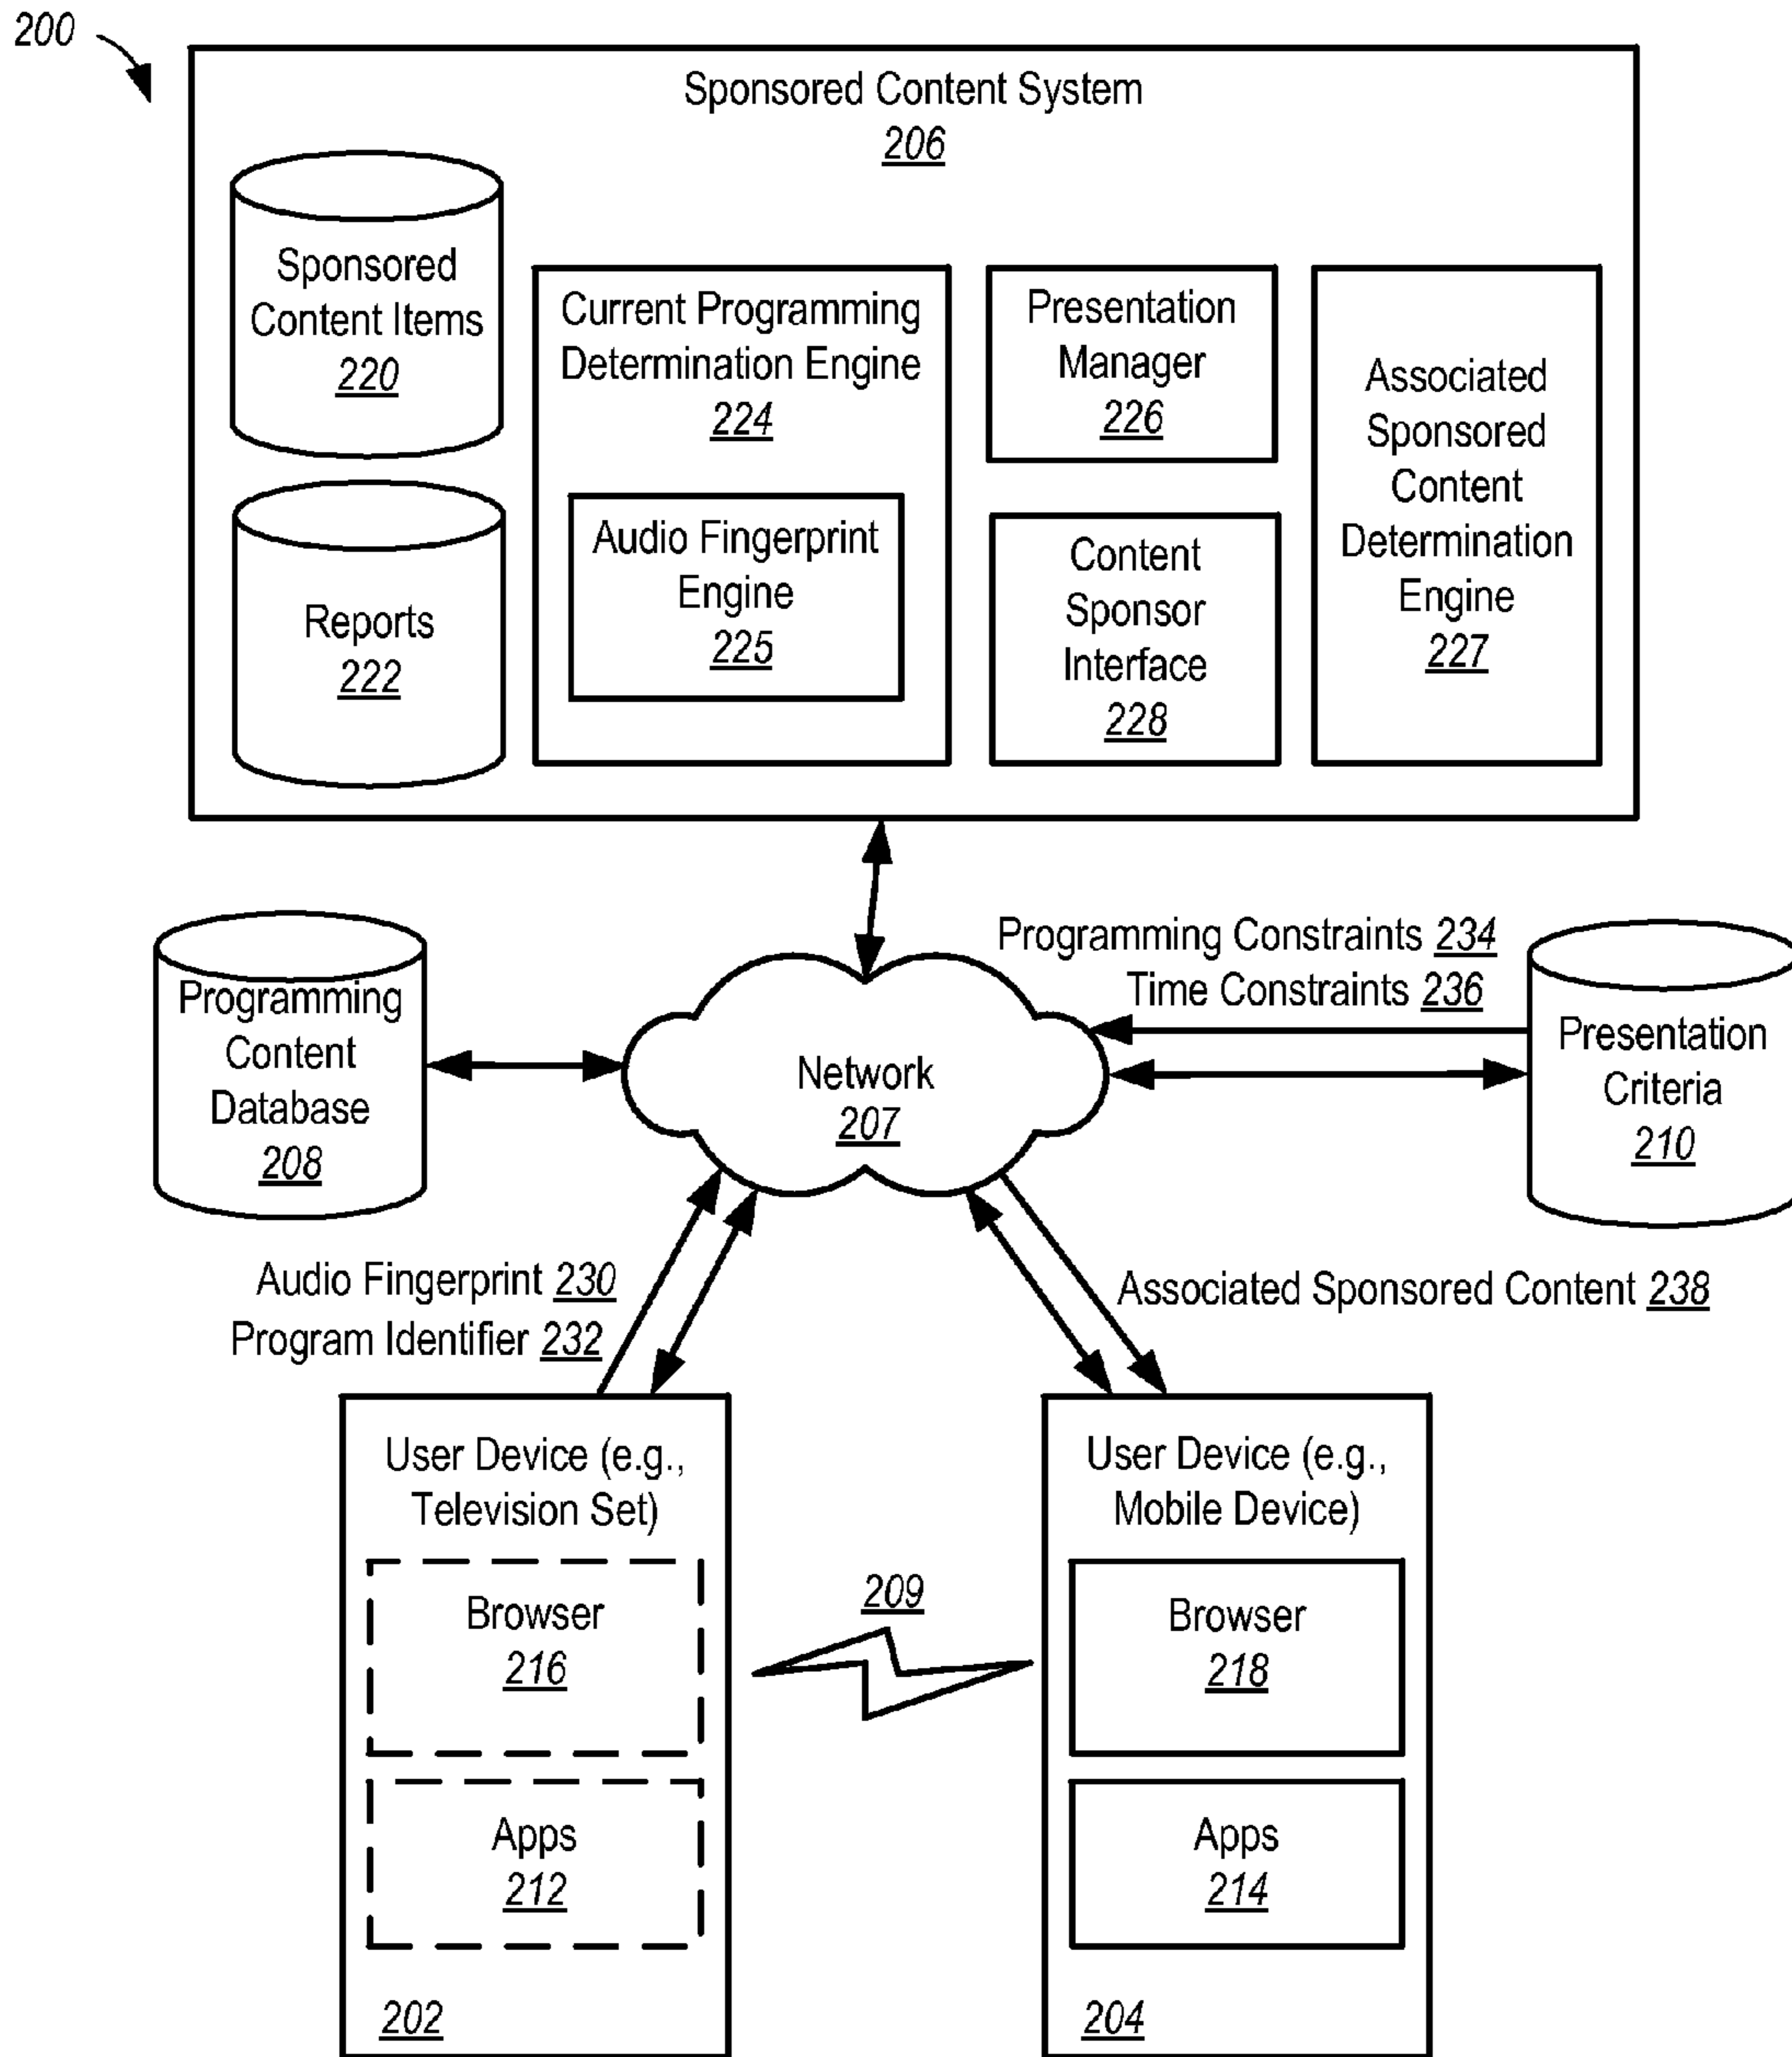 200
Sponsored Content System
206
Sponsored
Content Items
220
Reports
222
Current Programming
Determination Engine
224
Audio Fingerprint
Engine
225
Presentation
Manager
226
Content
Sponsor
Interface
228
Associated
Sponsored
Content
Determination
Engine
227
Programming
Content
Database
208
Network
207
Programming Constraints 234
Time Constraints 236
Presentation
Criteria
210
Audio Fingerprint 230
Program Identifier 232
Associated Sponsored Content 238
User Device (e.g.,
Television Set)
Browser
216
Apps
212
202
209
User Device (e.g.,
Mobile Device)
Browser
218
Apps
214
204